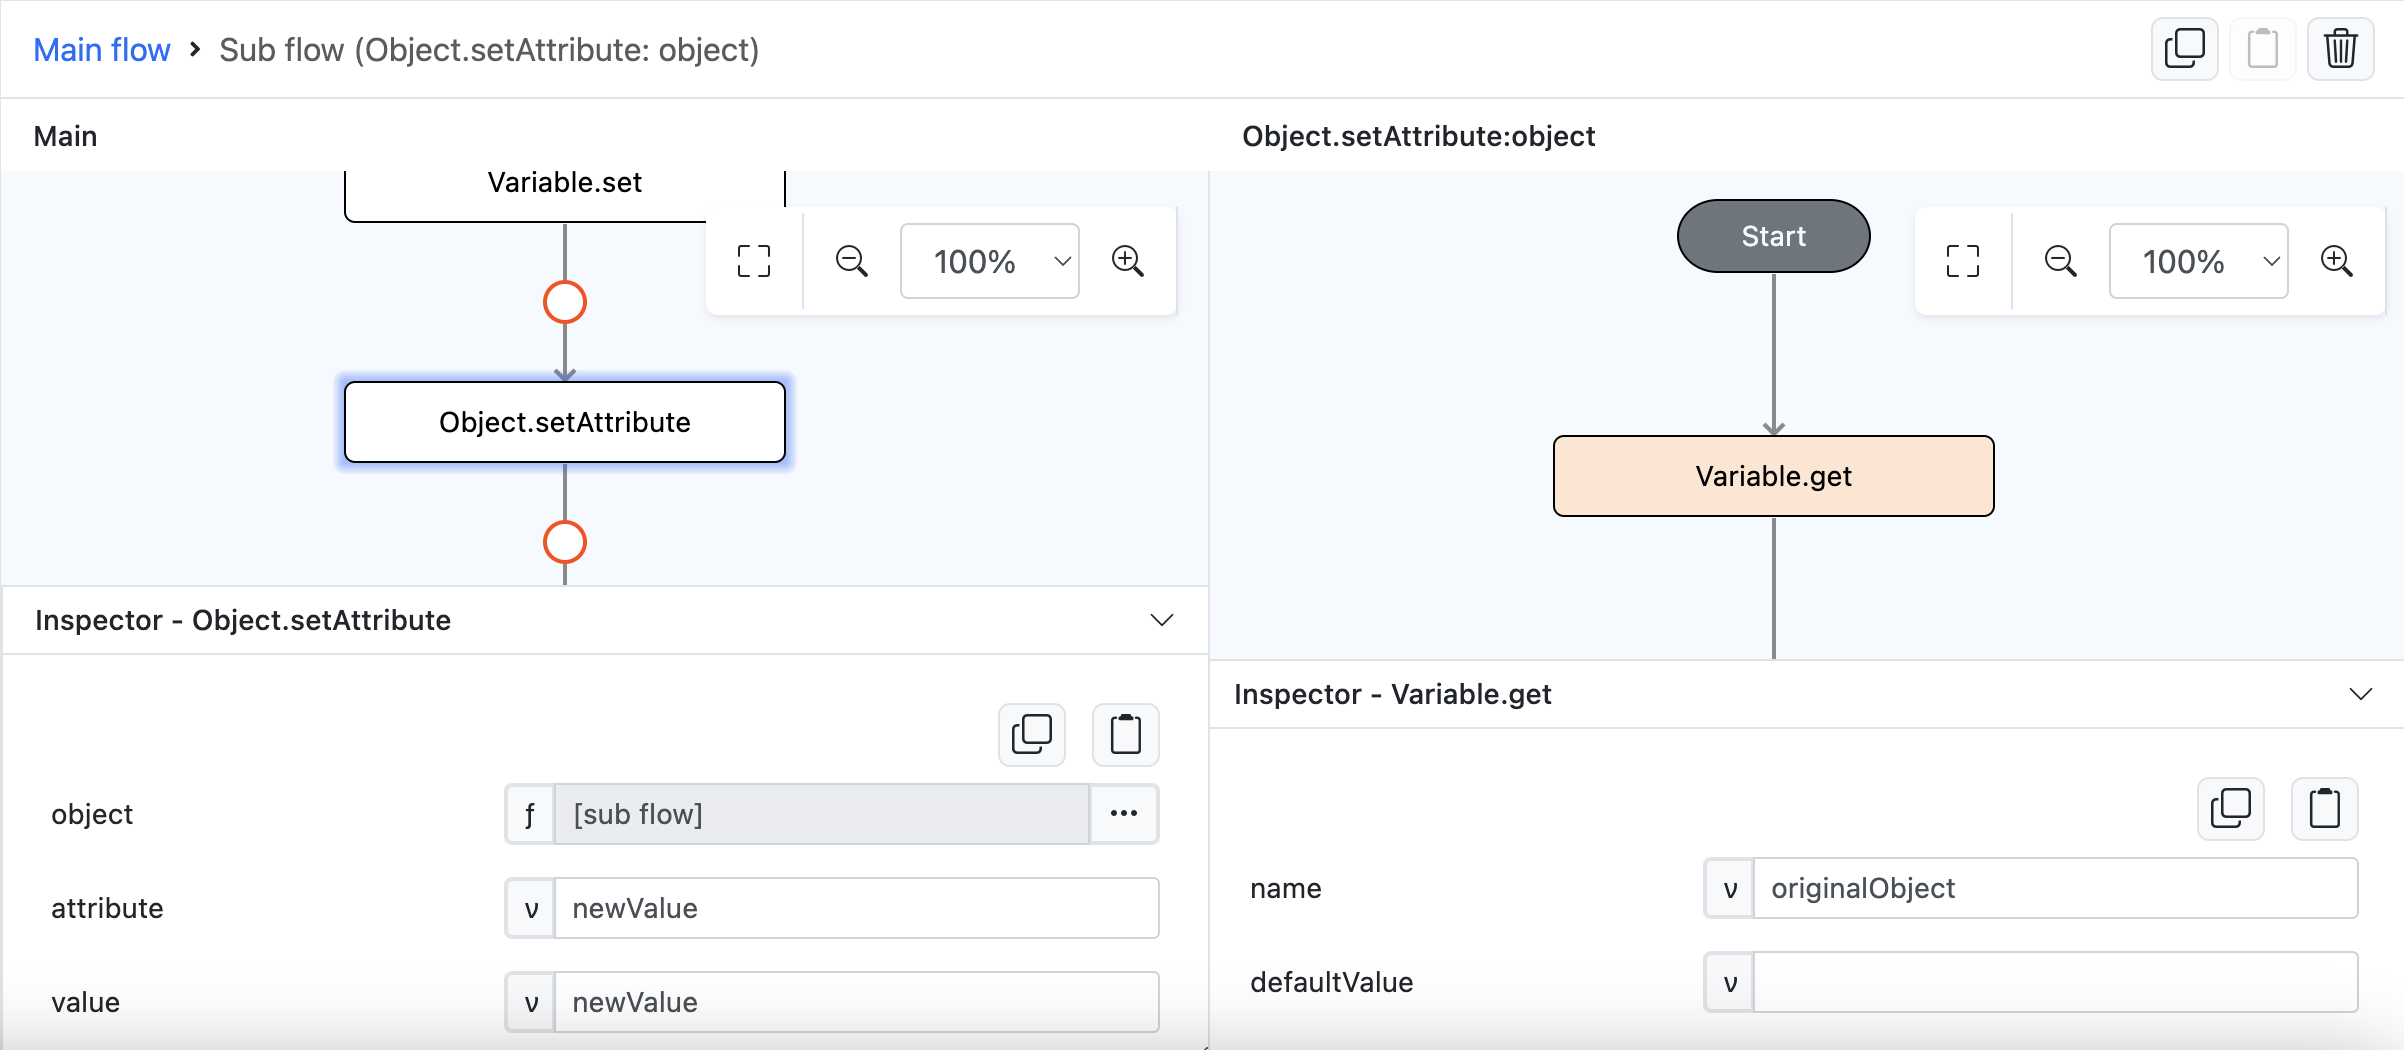 Main flow › Sub flow (Object.setAttribute: object)
Main
Variable.set
100%
Object.setAttribute
Inspector - Object.setAttribute
object
ƒ [sub flow] •••
attribute
ν newValue
value
ν newValue
Object.setAttribute:object
Start
100%
Variable.get
Inspector - Variable.get
name
ν originalObject
defaultValue
ν